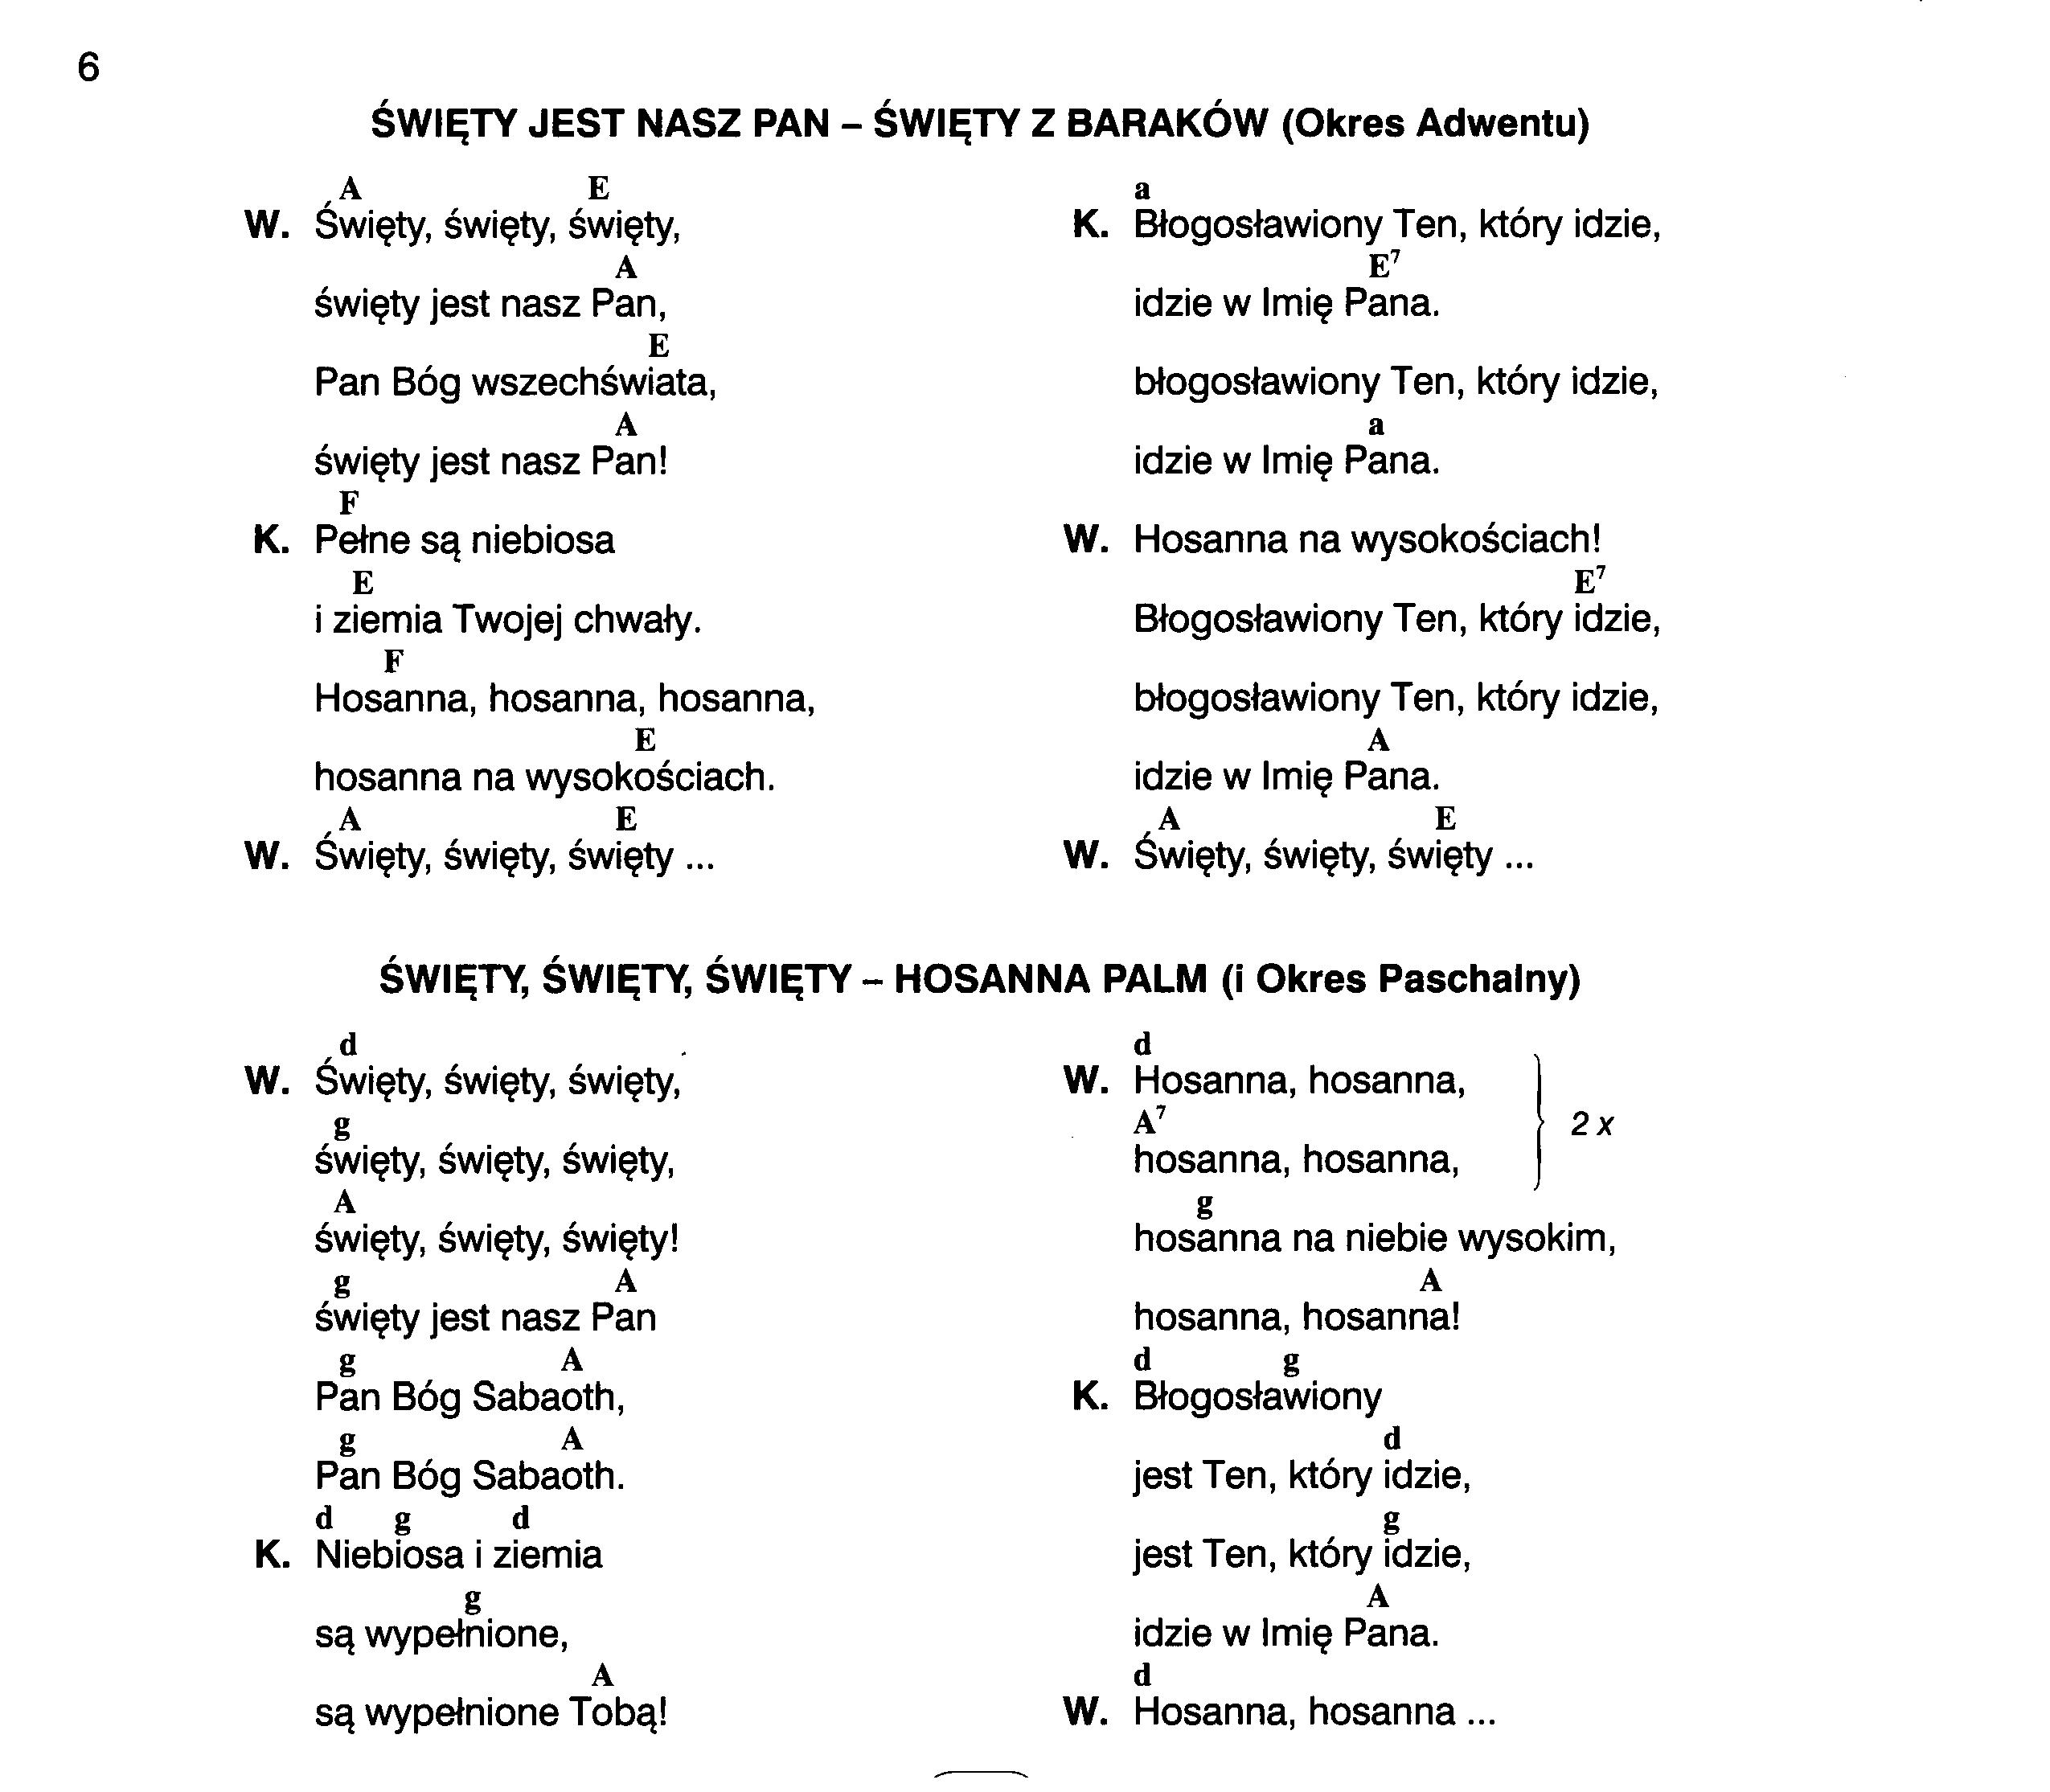 6
ŚWIĘTY JEST NASZ PAN – ŚWIĘTY Z BARAKÓW (Okres Adwentu)
A E
W. Święty, święty, święty,
A
święty jest nasz Pan,
E
Pan Bóg wszechświata,
A
święty jest nasz Pan!
F
K. Pełne są niebiosa
E
i ziemia Twojej chwały.
F
Hosanna, hosanna, hosanna,
E
hosanna na wysokościach.
A E
W. Święty, święty, święty ...
a
K. Błogosławiony Ten, który idzie,
E⁷
idzie w Imię Pana.
błogosławiony Ten, który idzie,
a
idzie w Imię Pana.
W. Hosanna na wysokościach!
E⁷
Błogosławiony Ten, który idzie,
błogosławiony Ten, który idzie,
A
idzie w Imię Pana.
A E
W. Święty, święty, święty ...
ŚWIĘTY, ŚWIĘTY, ŚWIĘTY – HOSANNA PALM (i Okres Paschalny)
d
W. Święty, święty, święty,
g
święty, święty, święty,
A
święty, święty, święty!
g A
święty jest nasz Pan
g A
Pan Bóg Sabaoth,
g A
Pan Bóg Sabaoth.
d g d
K. Niebiosa i ziemia
g
są wypełnione,
A
są wypełnione Tobą!
d
W. Hosanna, hosanna,
A⁷ 2 x
hosanna, hosanna,
g
hosanna na niebie wysokim,
A
hosanna, hosanna!
d g
K. Błogosławiony
d
jest Ten, który idzie,
g
jest Ten, który idzie,
A
idzie w Imię Pana.
d
W. Hosanna, hosanna ...